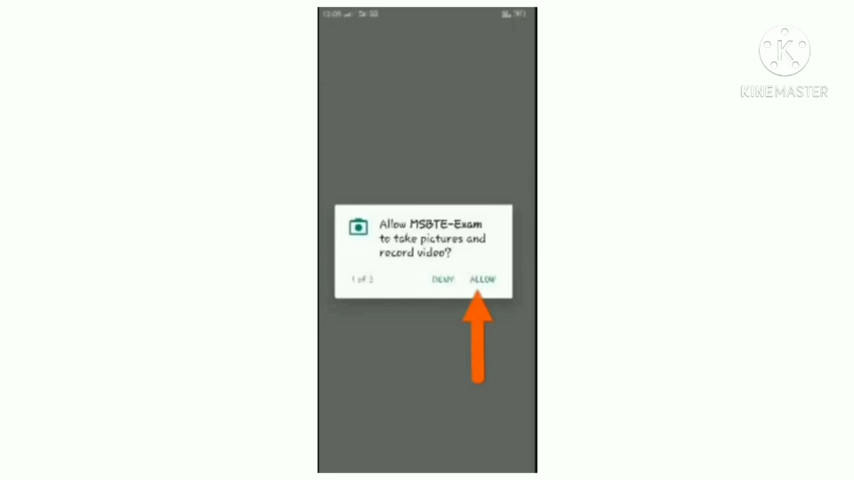 KINEMASTER
Allow MSBTE-Exam
to take pictures and
record video?
DENY ALLOW